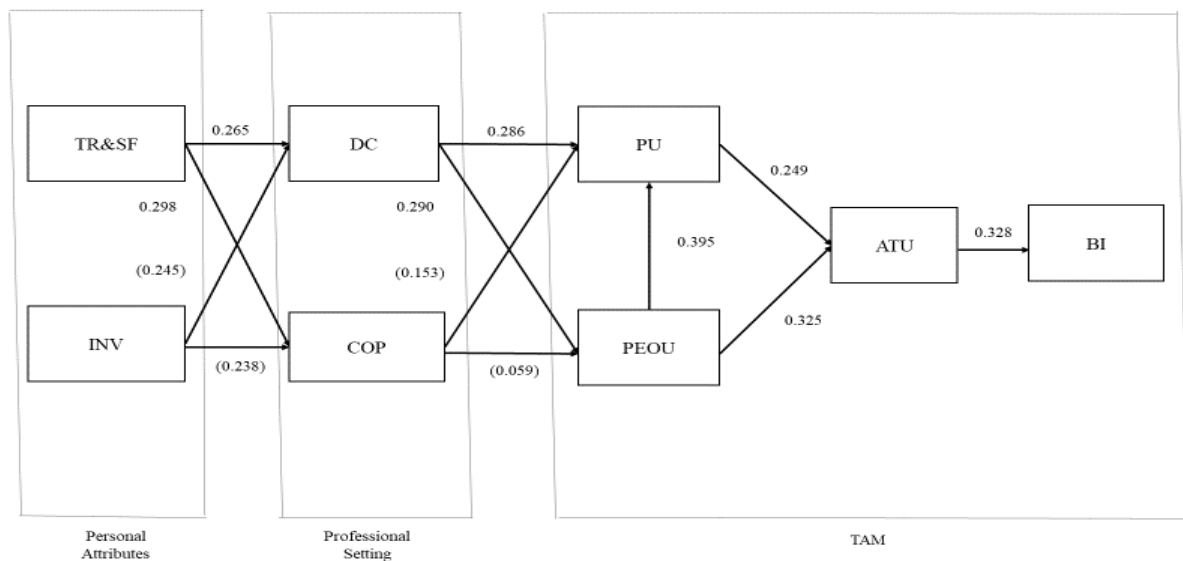 TR&SF
0.265
DC
0.286
PU
0.249
0.298
0.290
ATU
0.328
BI
0.395
(0.245)
(0.153)
0.325
INV
(0.238)
COP
(0.059)
PEOU
Personal
Attributes
Professional
Setting
TAM